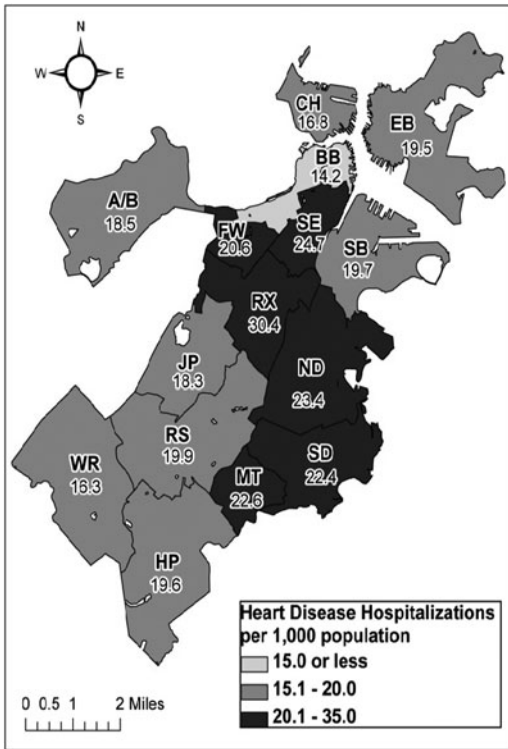 N
W E
S
CH
16.8
EB
19.5
BB
14.2
A/B
18.5
FW
20.6
SE
24.7
SB
19.7
RX
30.4
JP
18.3
ND
23.4
RS
19.9
WR
16.3
MT
22.6
SD
22.4
HP
19.6
Heart Disease Hospitalizations
per 1,000 population
15.0 or less
15.1 - 20.0
20.1 - 35.0
0 0.5 1 2 Miles